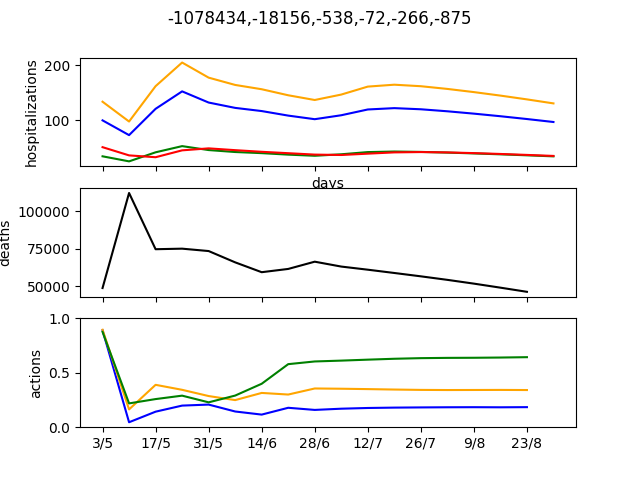 -1078434,-18156,-538,-72,-266,-875
200
100
hospitalizations
days
100000
75000
50000
deaths
1.0
0.5
0.0
actions
3/5 17/5 31/5 14/6 28/6 12/7 26/7 9/8 23/8